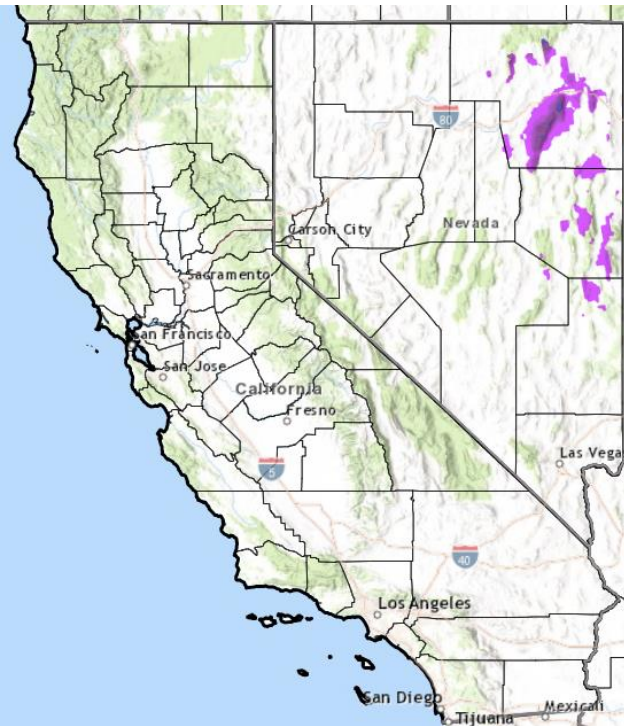 80
Nevada
Carson City
Sacramento
San Francisco
San Jose
California
Fresno
Las Vega
5
40
Los Angeles
San Diego
Tijuana
Mexicali